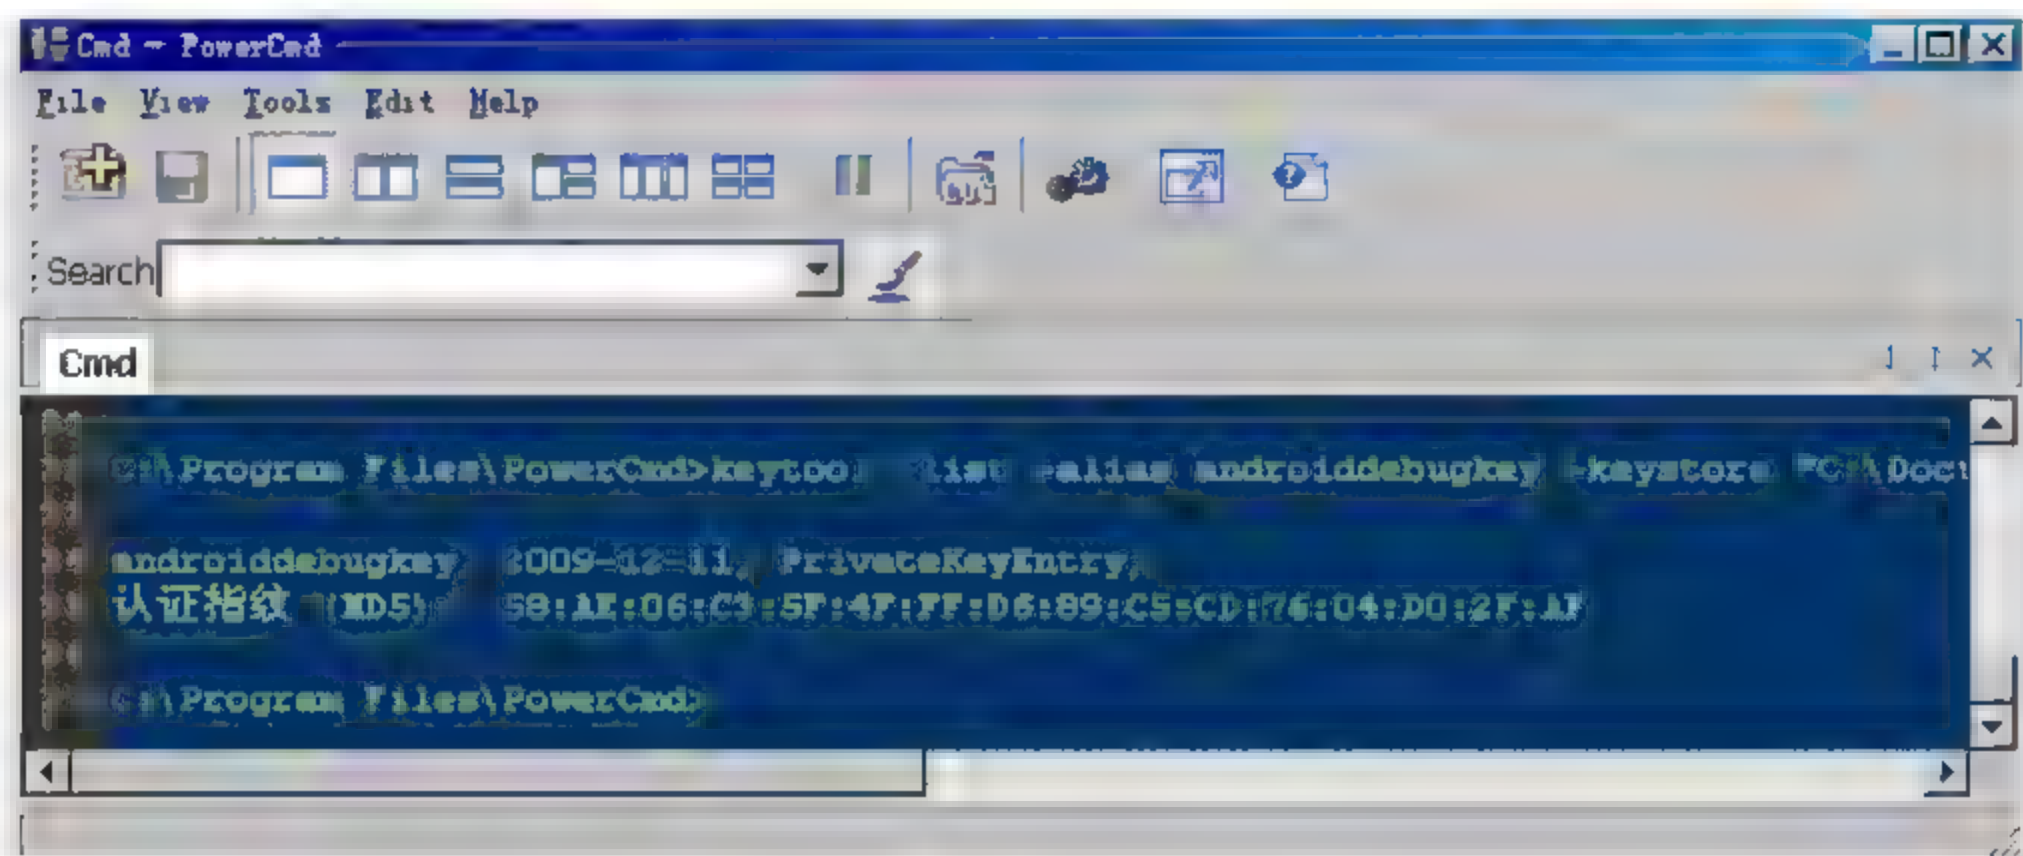 Cmd - PowerCmd
File View Tools Edit Help
Search
Cmd
C:\Program Files\PowerCmd>keytool -list -alias androiddebugkey -keystore "C:\Docu
androiddebugkey, 2009-12-11, PrivateKeyEntry,
认证指纹 (MD5): 58:AE:06:C3:5F:4F:FF:D6:89:C5:CD:76:04:D0:2F:AF
C:\Program Files\PowerCmd>